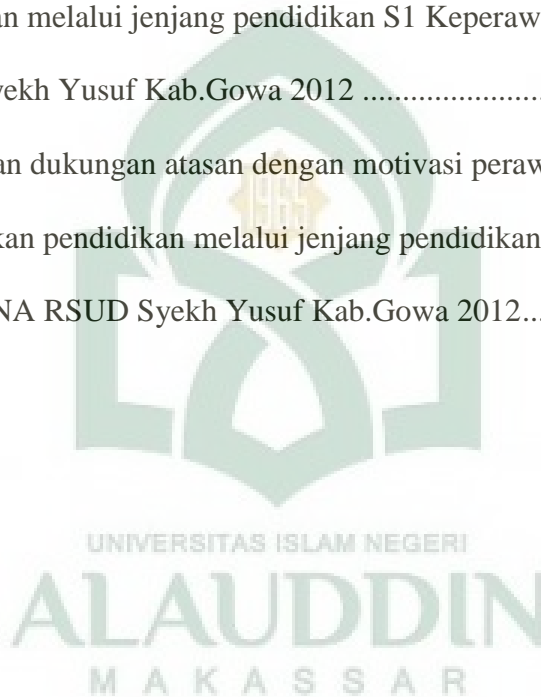 an melalui jenjang pendidikan S1 Keperaw
yekh Yusuf Kab.Gowa 2012 ......................
an dukungan atasan dengan motivasi peraw
kan pendidikan melalui jenjang pendidikan
NA RSUD Syekh Yusuf Kab.Gowa 2012...
1965
UNIVERSITAS ISLAM NEGERI
ALAUDDIN
MAKASSAR